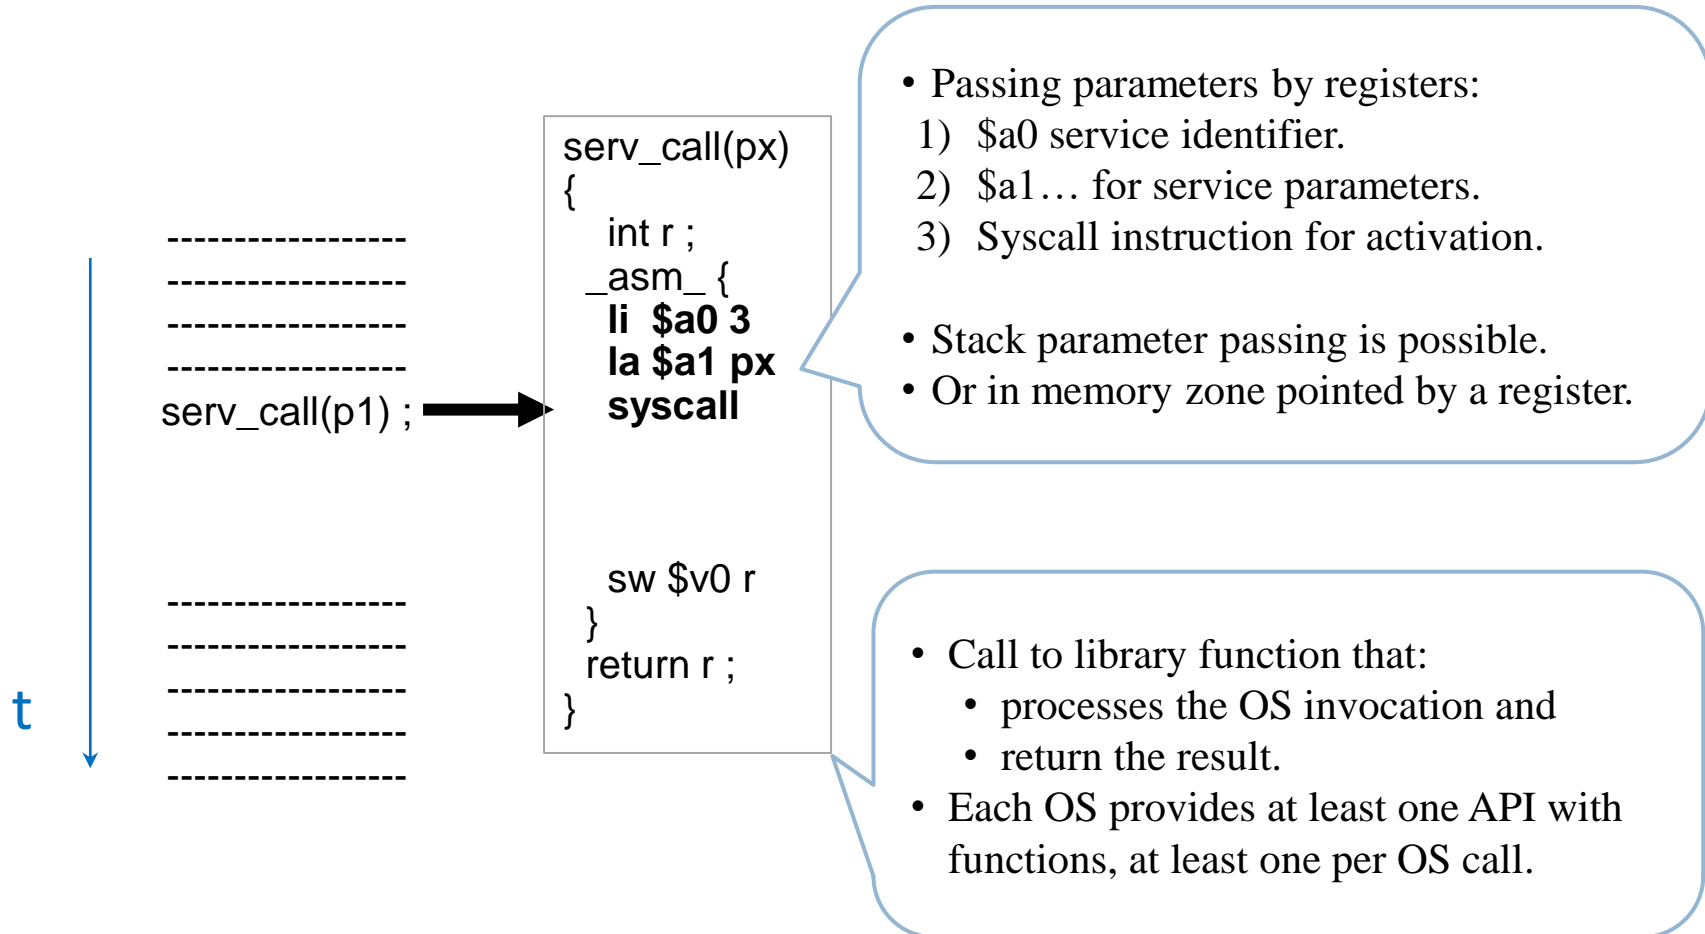 ------------------
------------------
------------------
------------------
serv_call(p1) ;
------------------
------------------
------------------
------------------
------------------
t
serv_call(px)
{
int r ;
_asm_ {
li $a0 3
la $a1 px
syscall
sw $v0 r
}
return r ;
}
• Passing parameters by registers:
1) $a0 service identifier.
2) $a1… for service parameters.
3) Syscall instruction for activation.
• Stack parameter passing is possible.
• Or in memory zone pointed by a register.
• Call to library function that:
• processes the OS invocation and
• return the result.
• Each OS provides at least one API with
functions, at least one per OS call.